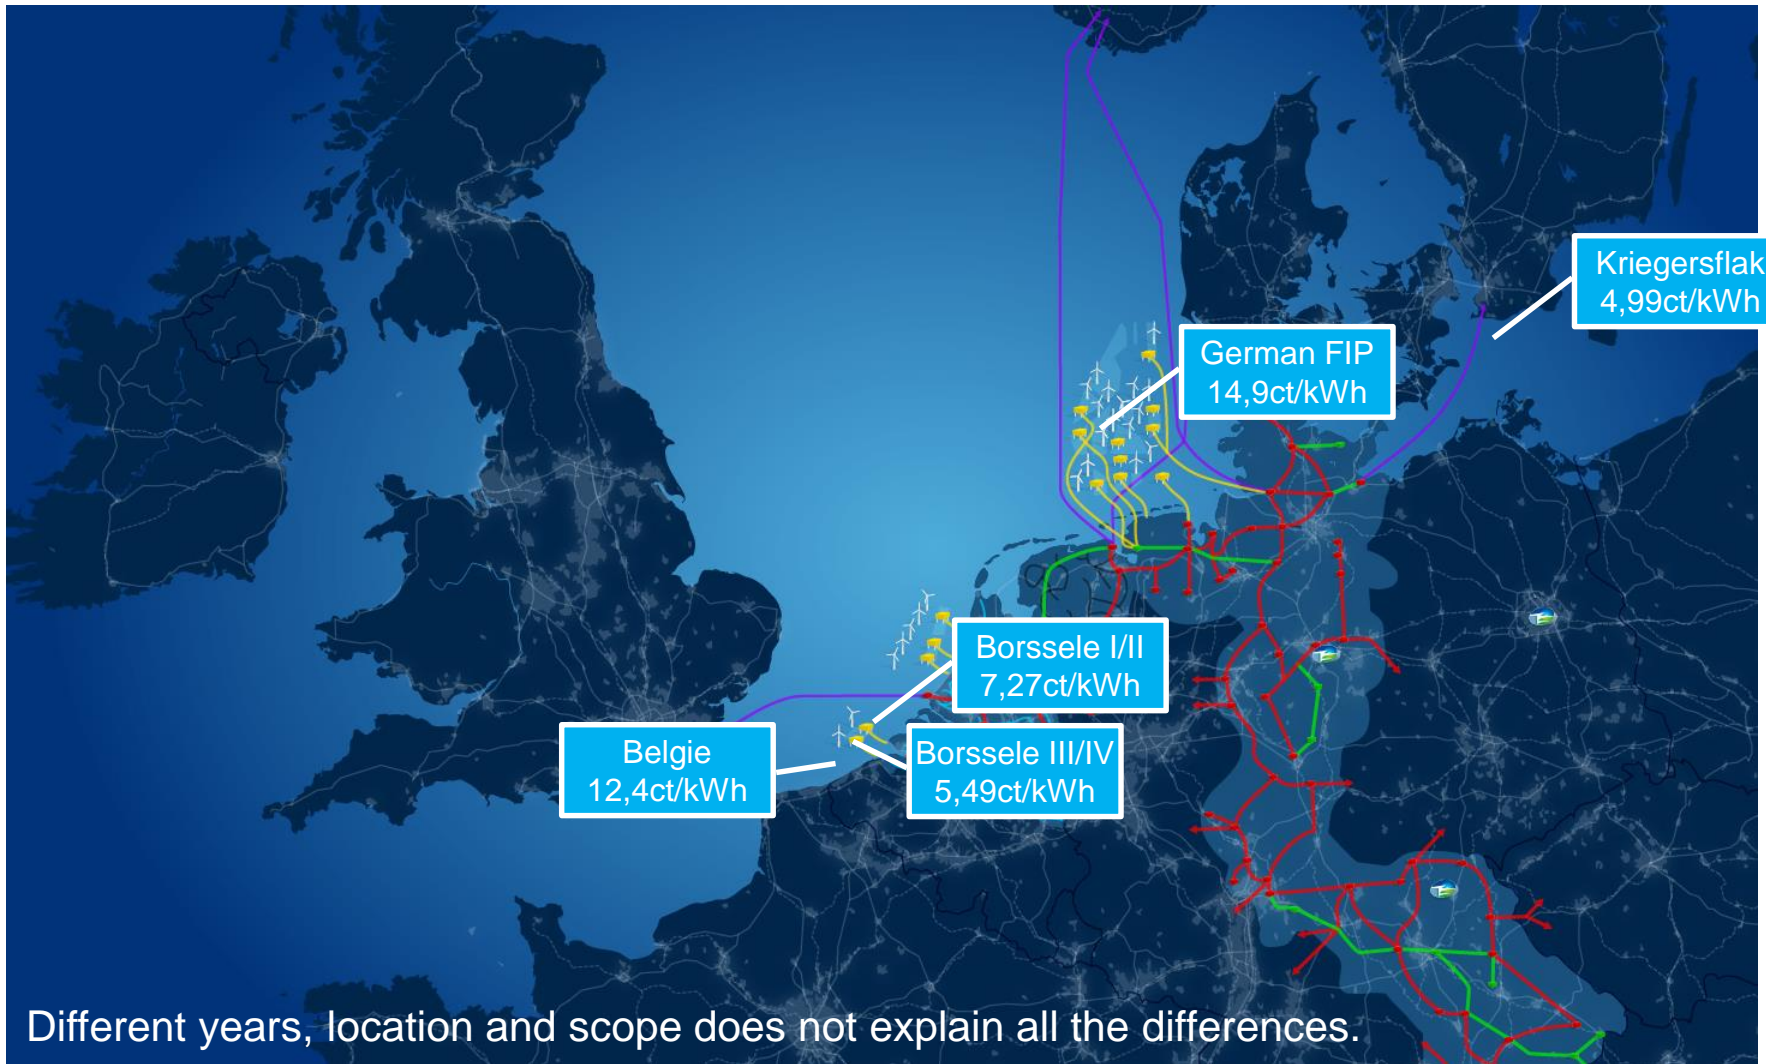 Kriegersflak
4,99ct/kWh
German FIP
14,9ct/kWh
Borssele I/II
7,27ct/kWh
Belgie
12,4ct/kWh
Borssele III/IV
5,49ct/kWh
Different years, location and scope does not explain all the differences.